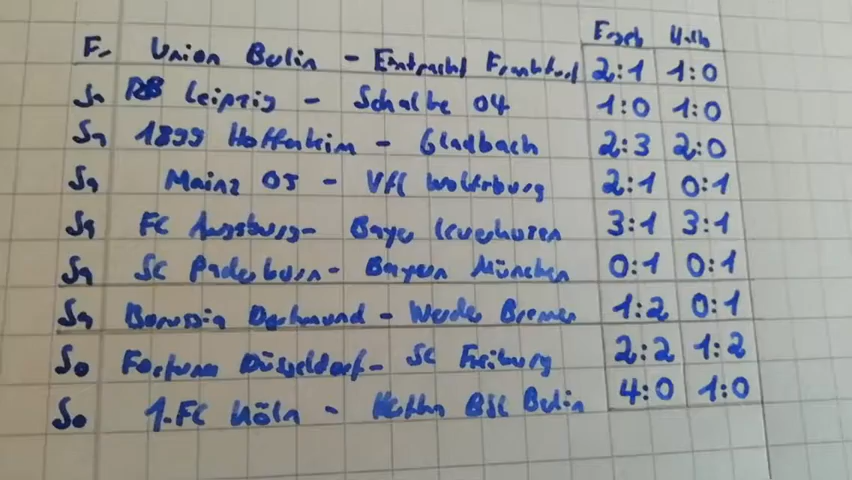 Ergb Halb
Fr Union Berlin - Eintracht Frankfurt 2:1 1:0
Sa RB Leipzig - Schalke 04 1:0 1:0
Sa 1899 Hoffenheim - Gladbach 2:3 2:0
Sa Mainz 05 - Vfl Wolfsburg 2:1 0:1
Sa FC Augsburg - Bayer Leverkusen 3:1 3:1
Sa SC Paderborn - Bayern München 0:1 0:1
Sa Borussia Dortmund - Werder Bremen 1:2 0:1
So Fortuna Düsseldorf - SC Freiburg 2:2 1:2
So 1.FC Köln - Hertha BSC Berlin 4:0 1:0